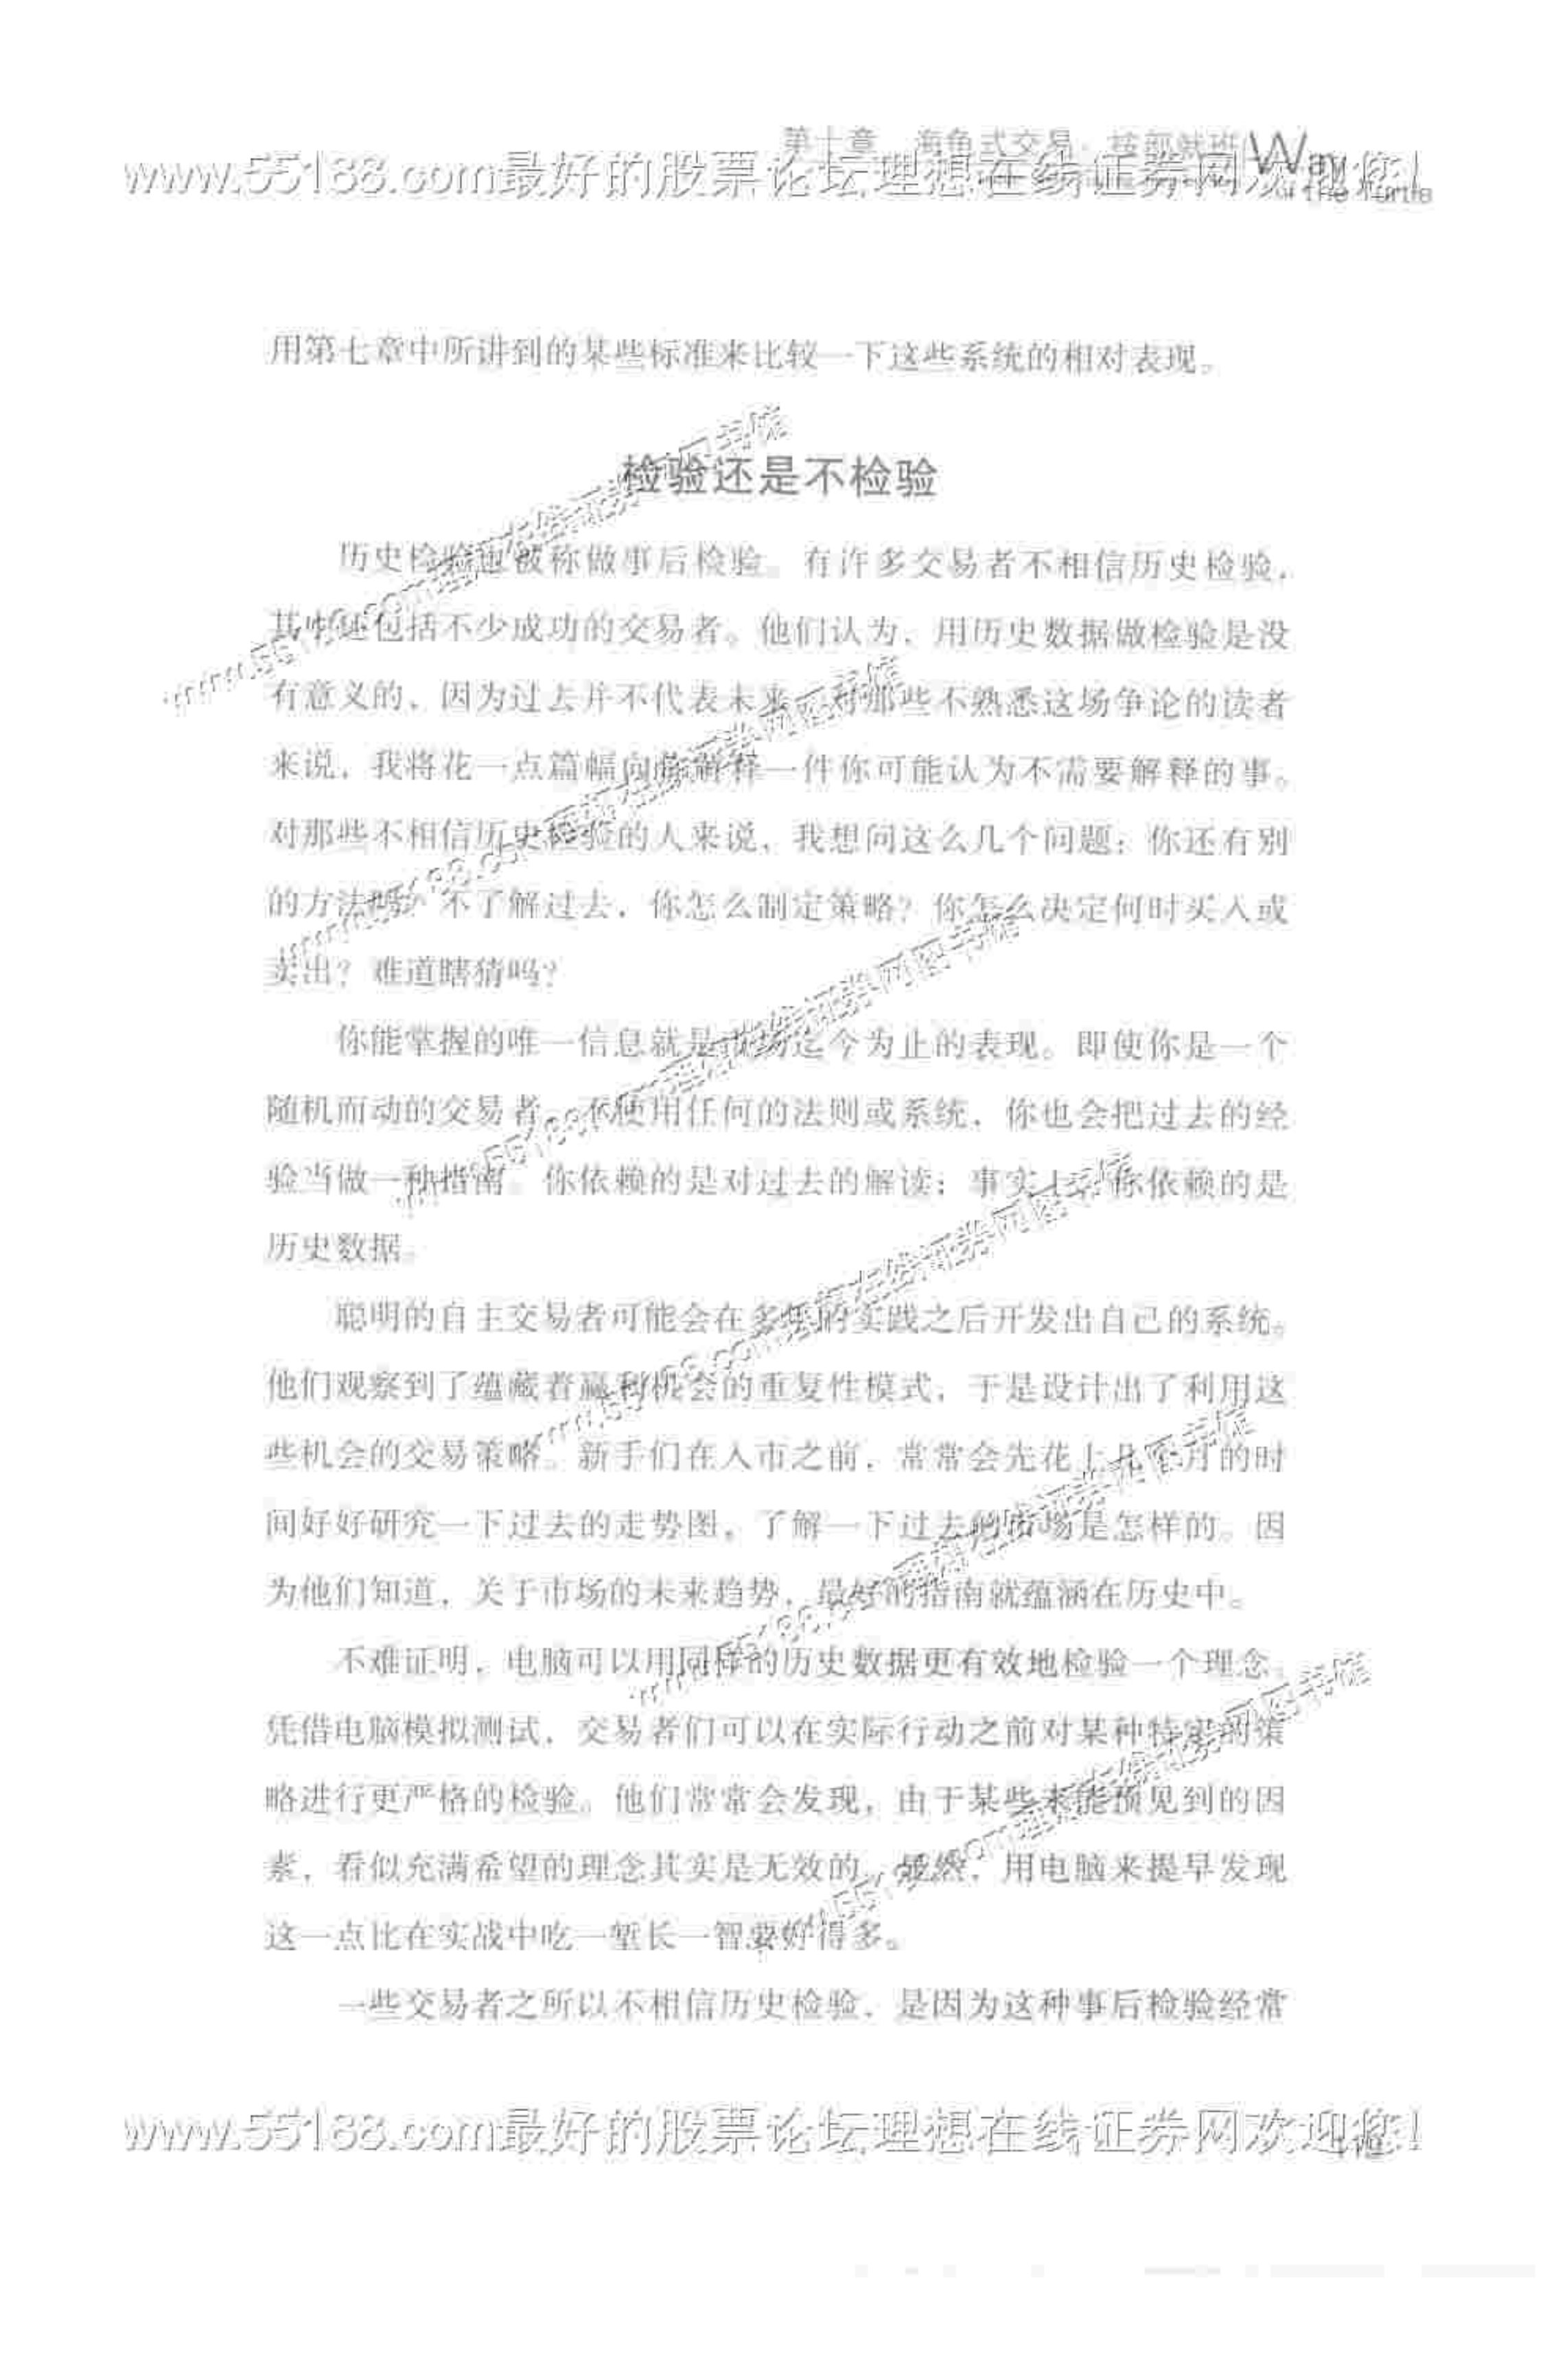 第十章 海龟式交易：按部就班 Way
www.55188.com最好的股票论坛理想在线证券网欢迎您！
of the Turtle
用第七章中所讲到的某些标准来比较一下这些系统的相对表现。
检验还是不检验
历史检验也被称做事后检验。有许多交易者不相信历史检验，
其中还包括不少成功的交易者。他们认为，用历史数据做检验是没
有意义的，因为过去并不代表未来。对那些不熟悉这场争论的读者
来说，我将花一点篇幅向你解释一件你可能认为不需要解释的事。
对那些不相信历史检验的人来说，我想问这么几个问题：你还有别
的方法吗？不了解过去，你怎么制定策略？你怎么决定何时买入或
卖出？难道瞎猜吗？
你能掌握的唯一信息就是市场迄今为止的表现。即使你是一个
随机而动的交易者，不使用任何的法则或系统，你也会把过去的经
验当做一种指南。你依赖的是对过去的解读；事实上，你依赖的是
历史数据。
聪明的自主交易者可能会在多年的实践之后开发出自己的系统。
他们观察到了蕴藏着赢利机会的重复性模式，于是设计出了利用这
些机会的交易策略。新手们在入市之前，常常会先花上几个月的时
间好好研究一下过去的走势图，了解一下过去的市场是怎样的。因
为他们知道，关于市场的未来趋势，最好的指南就蕴涵在历史中。
不难证明，电脑可以用同样的历史数据更有效地检验一个理念。
凭借电脑模拟测试，交易者们可以在实际行动之前对某种特定的策
略进行更严格的检验。他们常常会发现，由于某些未能预见到的因
素，看似充满希望的理念其实是无效的。显然，用电脑来提早发现
这一点比在实战中吃一堑长一智要好得多。
一些交易者之所以不相信历史检验，是因为这种事后检验经常
www.55188.com最好的股票论坛理想在线证券网欢迎您！